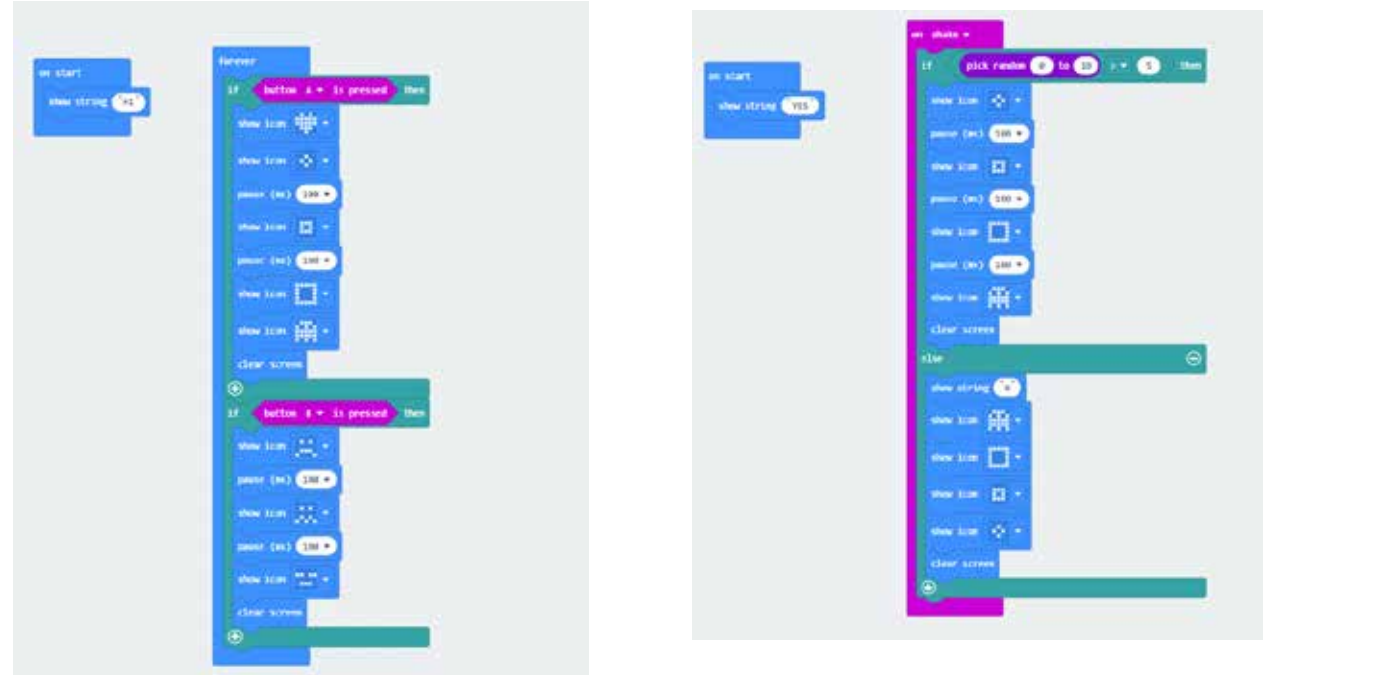 on start
show string
forever
if button A is pressed then
show icon
show icon
pause (ms) 100
show icon
pause (ms) 100
show icon
show icon
clear screen
if button B is pressed then
show icon
pause (ms) 100
show icon
pause (ms) 100
show icon
clear screen
on start
show string YES
on shake
if pick random 0 to 10 then
show icon
pause (ms)
show icon
pause (ms)
show icon
pause (ms) 100
show icon
clear screen
else
show string
show icon
show icon
show icon
show icon
clear screen